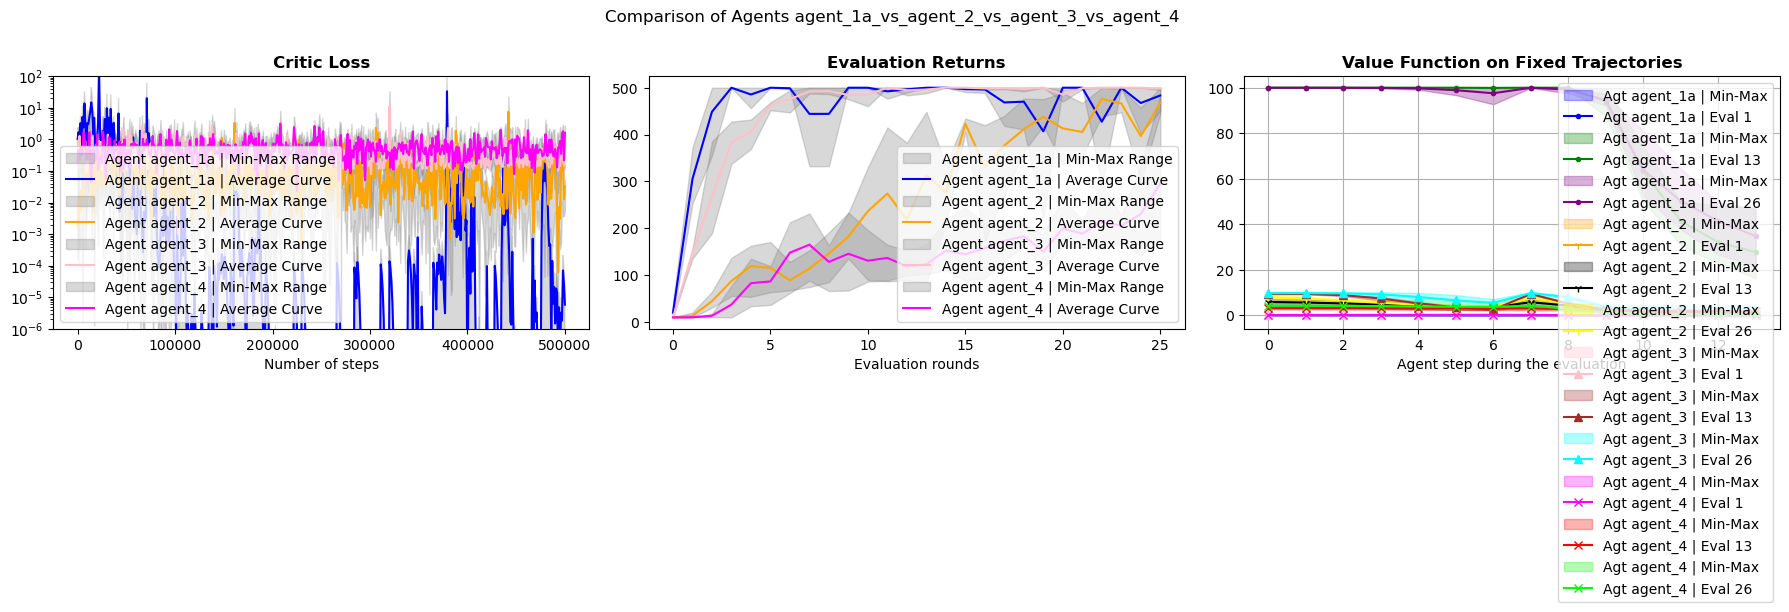 Comparison of Agents agent_1a_vs_agent_2_vs_agent_3_vs_agent_4
Critic Loss
10^2
10^1
10^0
10^-1
10^-2
10^-3
10^-4
10^-5
10^-6
Agent agent_1a | Min-Max Range
Agent agent_1a | Average Curve
Agent agent_2 | Min-Max Range
Agent agent_2 | Average Curve
Agent agent_3 | Min-Max Range
Agent agent_3 | Average Curve
Agent agent_4 | Min-Max Range
Agent agent_4 | Average Curve
0 100000 200000 300000 400000 500000
Number of steps
Evaluation Returns
500
400
300
200
100
0
Agent agent_1a | Min-Max Range
Agent agent_1a | Average Curve
Agent agent_2 | Min-Max Range
Agent agent_2 | Average Curve
Agent agent_3 | Min-Max Range
Agent agent_3 | Average Curve
Agent agent_4 | Min-Max Range
Agent agent_4 | Average Curve
0 5 10 15 20 25
Evaluation rounds
Value Function on Fixed Trajectories
100
80
60
40
20
0
0 2 4 6 8 10 12
Agent step during the evaluation
Agt agent_1a | Min-Max
Agt agent_1a | Eval 1
Agt agent_1a | Min-Max
Agt agent_1a | Eval 13
Agt agent_1a | Min-Max
Agt agent_1a | Eval 26
Agt agent_2 | Min-Max
Agt agent_2 | Eval 1
Agt agent_2 | Min-Max
Agt agent_2 | Eval 13
Agt agent_2 | Min-Max
Agt agent_2 | Eval 26
Agt agent_3 | Min-Max
Agt agent_3 | Eval 1
Agt agent_3 | Min-Max
Agt agent_3 | Eval 13
Agt agent_3 | Min-Max
Agt agent_3 | Eval 26
Agt agent_4 | Min-Max
Agt agent_4 | Eval 1
Agt agent_4 | Min-Max
Agt agent_4 | Eval 13
Agt agent_4 | Min-Max
Agt agent_4 | Eval 26